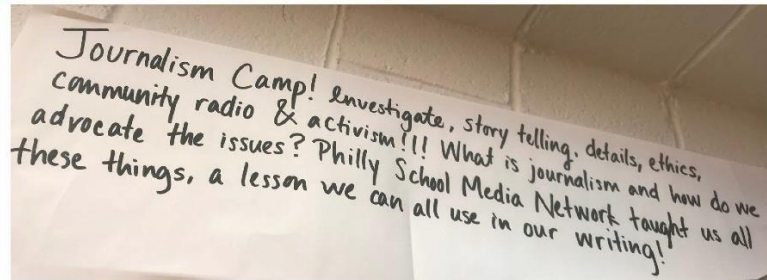 Journalism Camp! Envestigate, story telling, details, ethics,
community radio & activism!!! What is journalism and how do we
advocate the issues? Philly School Media Network taught us all
these things, a lesson we can all use in our writing!